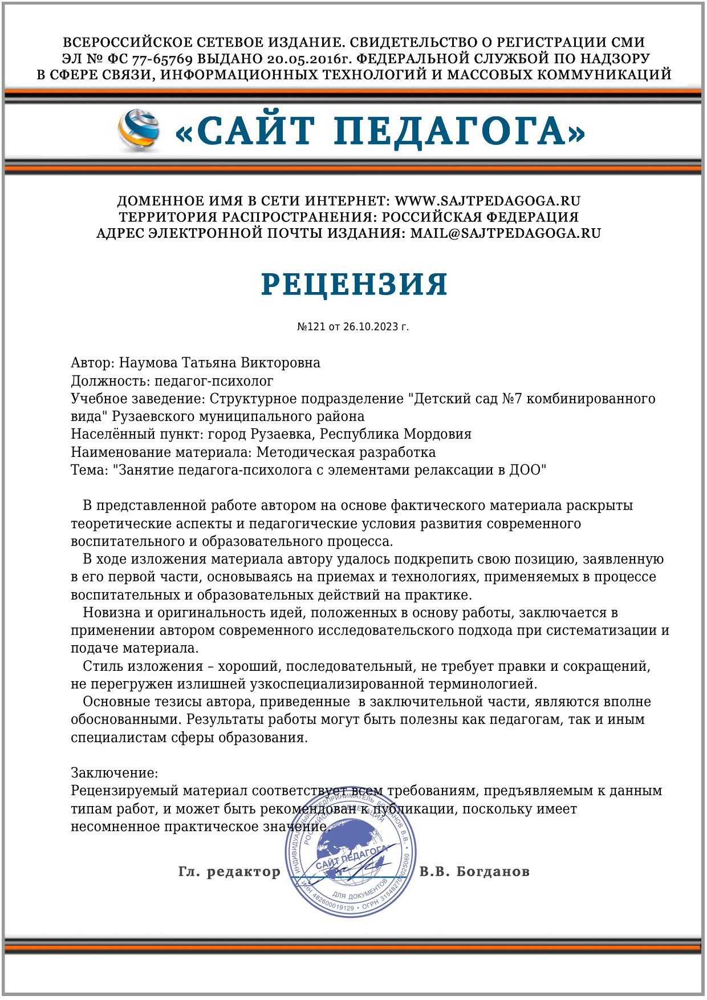 ВСЕРОССИЙСКОЕ СЕТЕВОЕ ИЗДАНИЕ. СВИДЕТЕЛЬСТВО О РЕГИСТРАЦИИ СМИ
ЭЛ № ФС 77-65769 ВЫДАНО 20.05.2016г. ФЕДЕРАЛЬНОЙ СЛУЖБОЙ ПО НАДЗОРУ
В СФЕРЕ СВЯЗИ, ИНФОРМАЦИОННЫХ ТЕХНОЛОГИЙ И МАССОВЫХ КОММУНИКАЦИЙ
«САЙТ ПЕДАГОГА»
ДОМЕННОЕ ИМЯ В СЕТИ ИНТЕРНЕТ: WWW.SAJTPEDAGOGA.RU
ТЕРРИТОРИЯ РАСПРОСТРАНЕНИЯ: РОССИЙСКАЯ ФЕДЕРАЦИЯ
АДРЕС ЭЛЕКТРОННОЙ ПОЧТЫ ИЗДАНИЯ: MAIL@SAJTPEDAGOGA.RU
РЕЦЕНЗИЯ
№121 от 26.10.2023 г.
Автор: Наумова Татьяна Викторовна
Должность: педагог-психолог
Учебное заведение: Структурное подразделение "Детский сад №7 комбинированного
вида" Рузаевского муниципального района
Населённый пункт: город Рузаевка, Республика Мордовия
Наименование материала: Методическая разработка
Тема: "Занятие педагога-психолога с элементами релаксации в ДОО"
В представленной работе автором на основе фактического материала раскрыты
теоретические аспекты и педагогические условия развития современного
воспитательного и образовательного процесса.
В ходе изложения материала автору удалось подкрепить свою позицию, заявленную
в его первой части, основываясь на приемах и технологиях, применяемых в процессе
воспитательных и образовательных действий на практике.
Новизна и оригинальность идей, положенных в основу работы, заключается в
применении автором современного исследовательского подхода при систематизации и
подаче материала.
Стиль изложения – хороший, последовательный, не требует правки и сокращений,
не перегружен излишней узкоспециализированной терминологией.
Основные тезисы автора, приведенные  в заключительной части, являются вполне
обоснованными. Результаты работы могут быть полезны как педагогам, так и иным
специалистам сферы образования.
Заключение:
Рецензируемый материал соответствует всем требованиям, предъявляемым к данным
типам работ, и может быть рекомендован к публикации, поскольку имеет
несомненное практическое значение.
Гл. редактор В.В. Богданов
ИНДИВИДУАЛЬНЫЙ ПРЕДПРИНИМАТЕЛЬ БОГДАНОВ В.В. •
РОССИЙСКАЯ ФЕДЕРАЦИЯ
САЙТ ПЕДАГОГА
ДЛЯ ДОКУМЕНТОВ
ИНН 482600019129 • ОГРН 315482700025060